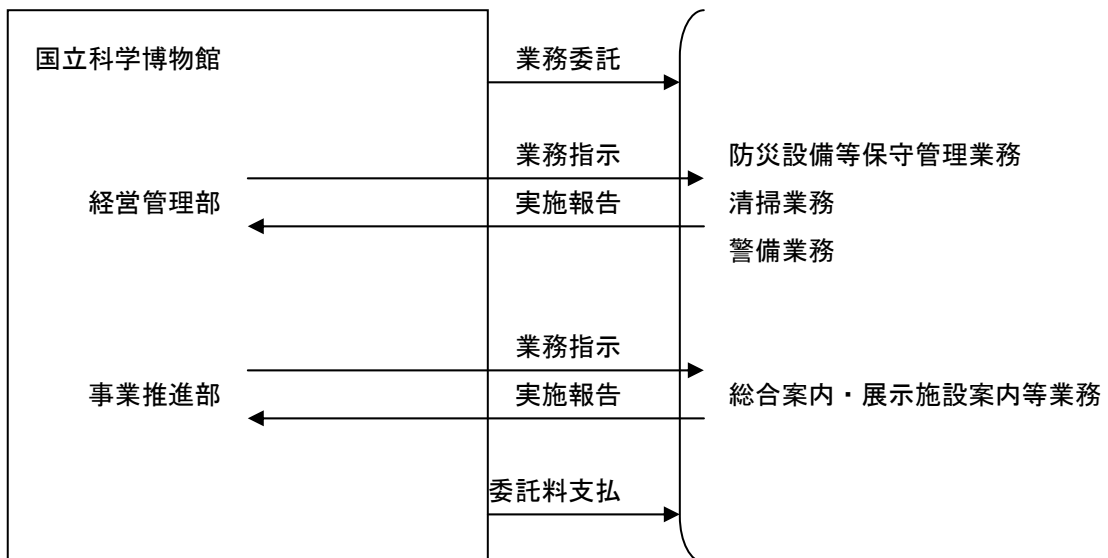 国立科学博物館
業務委託
業務指示
防災設備等保守管理業務
経営管理部
実施報告
清掃業務
警備業務
業務指示
事業推進部
実施報告
総合案内・展示施設案内等業務
委託料支払